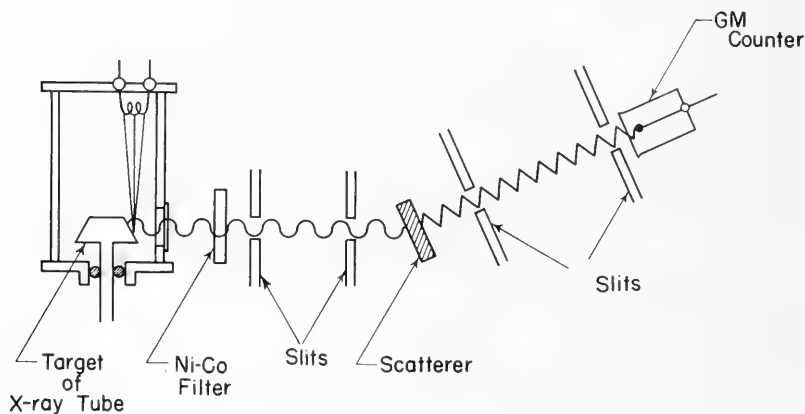 GM
Counter
Slits
Target
of
X-ray Tube
Ni-Co
Filter
Slits
Scatterer